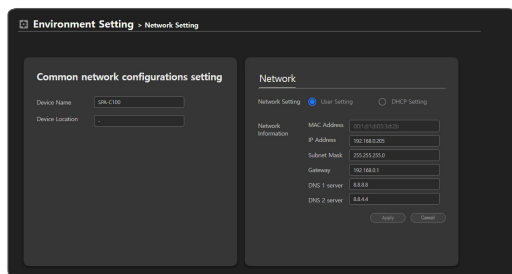 Environment Setting > Network Setting
Common network configurations setting
Device Name SPA-C100
Device Location -
Network
Network Setting User Setting DHCP Setting
Network Information
MAC Address
IP Address 192.168.0.205
Subnet Mask 255.255.255.0
Gateway 192.168.0.1
DNS 1 server 8.8.8.8
DNS 2 server 8.8.4.4
Apply Cancel